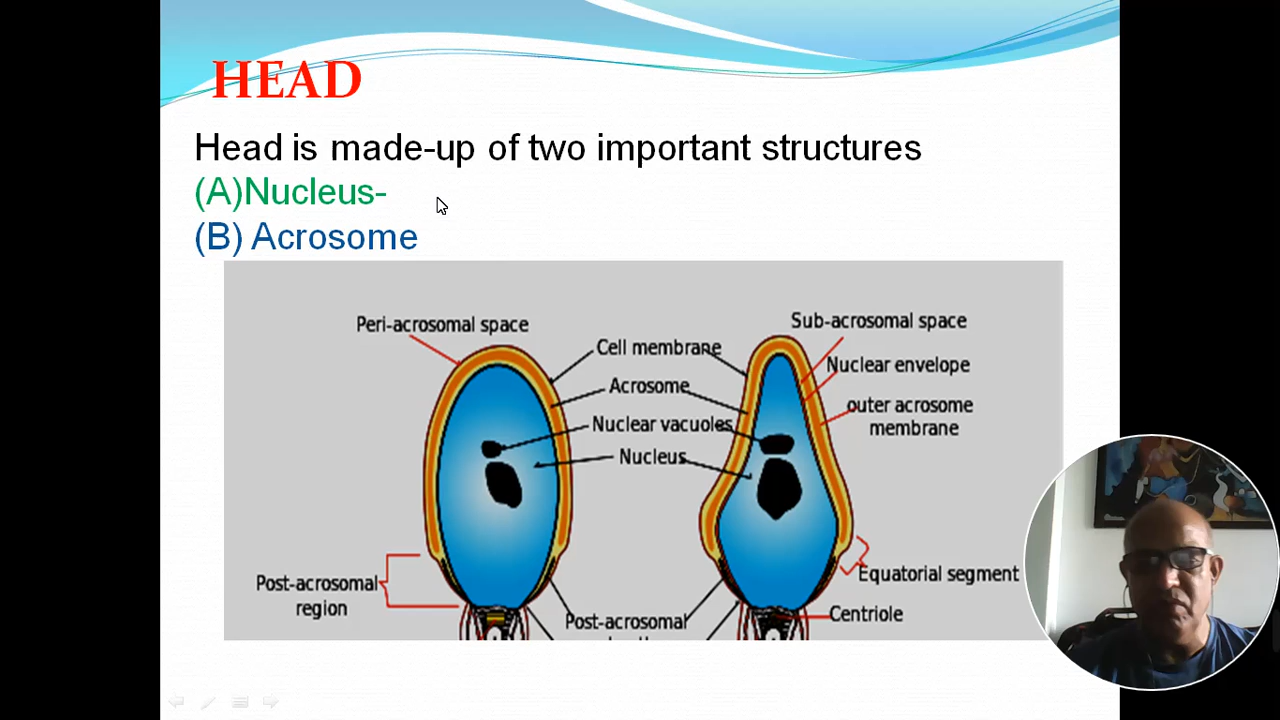 HEAD
Head is made-up of two important structures
(A)Nucleus-
(B) Acrosome
Peri-acrosomal space
Cell membrane
Acrosome
Nuclear vacuoles
Nucleus
Sub-acrosomal space
Nuclear envelope
outer acrosome
membrane
Post-acrosomal
region
Post-acrosomal
Equatorial segment
Centriole